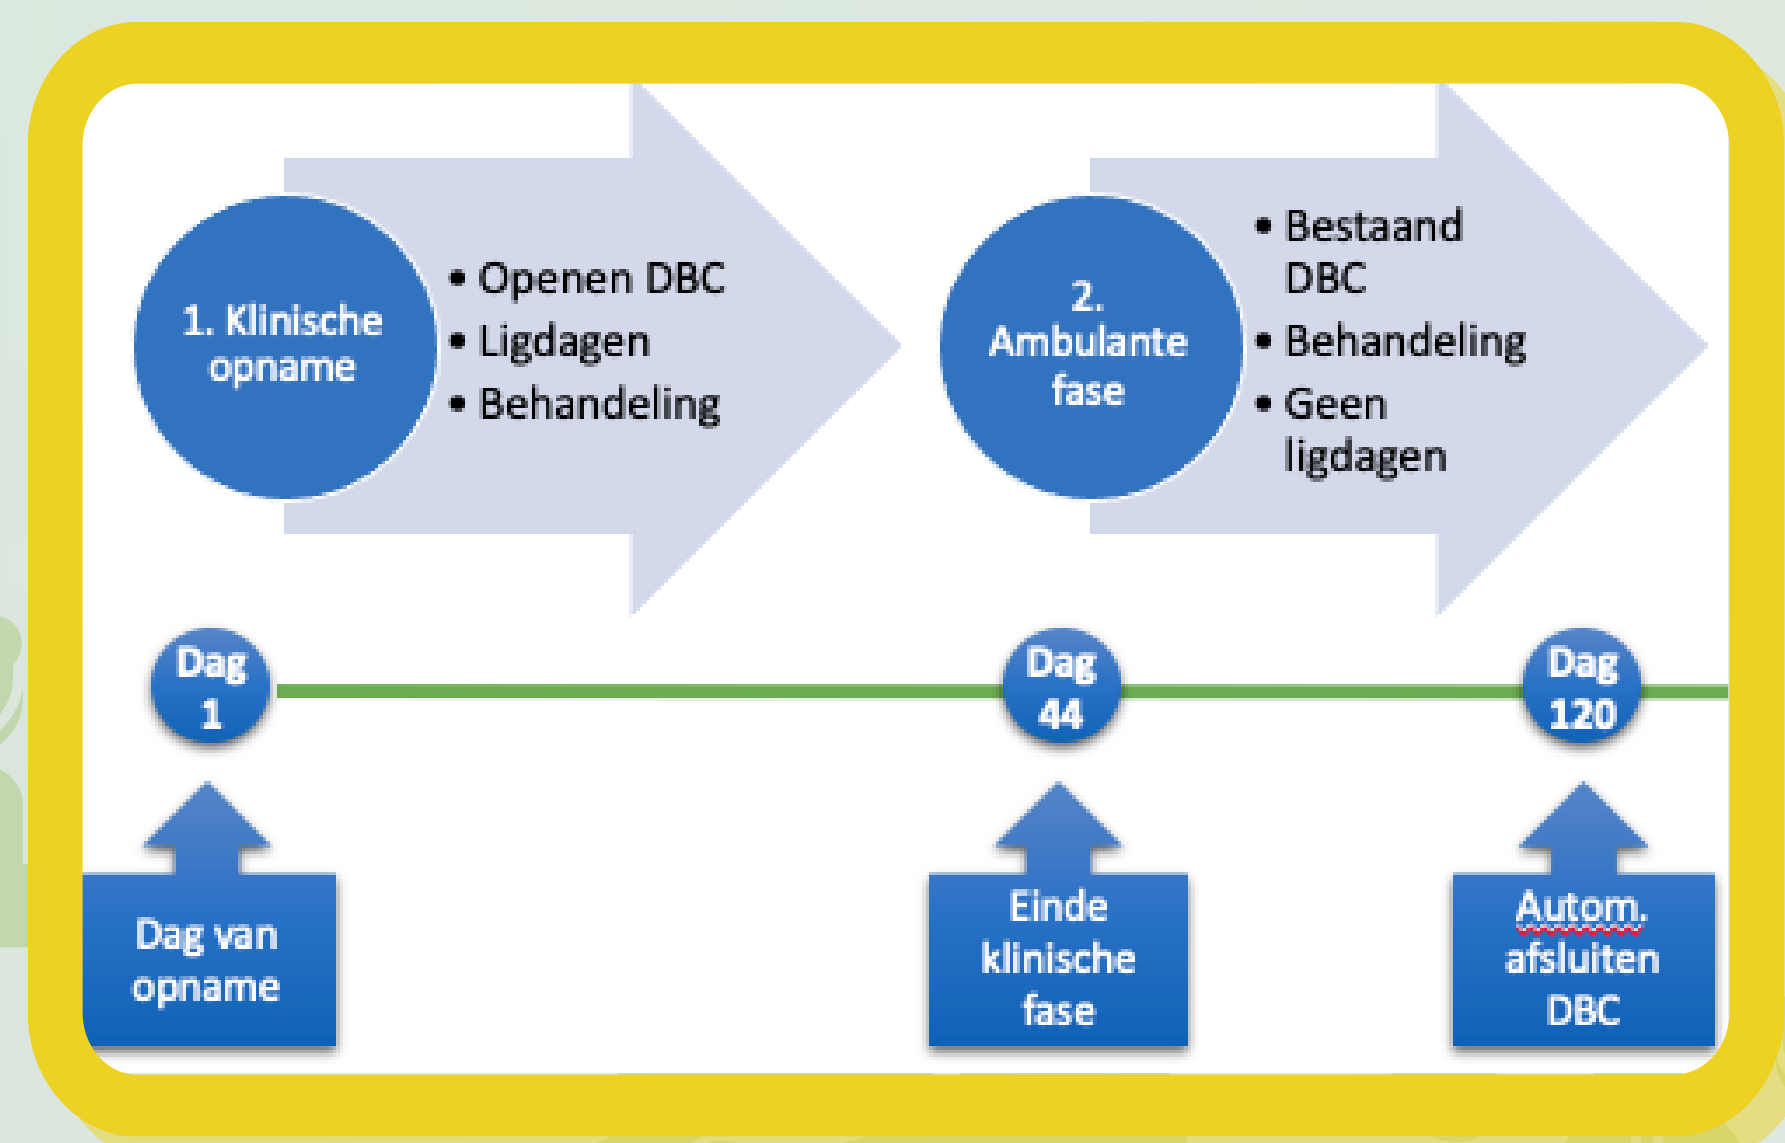 1. Klinische
opname
• Openen DBC
• Ligdagen
• Behandeling
2.
Ambulante
fase
• Bestaand
DBC
• Behandeling
• Geen
ligdagen
Dag
1
Dag
44
Dag
120
Dag van
opname
Einde
klinische
fase
Autom.
afsluiten
DBC